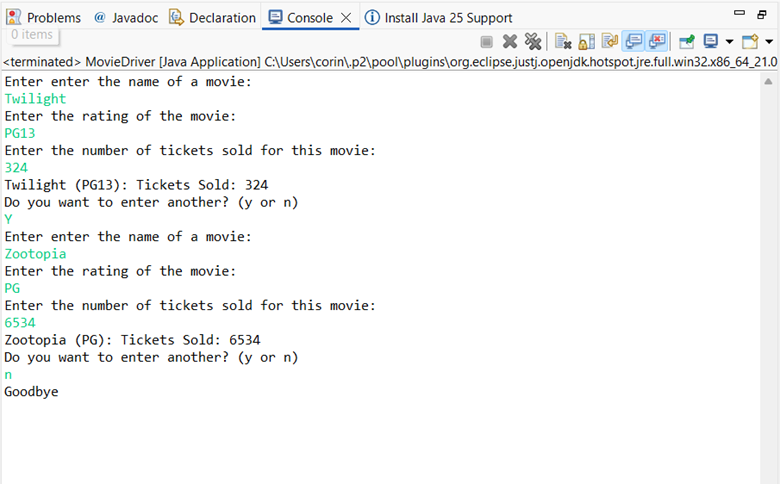 Problems @ Javadoc Declaration Console Install Java 25 Support
0 items
<terminated> MovieDriver [Java Application] C:\Users\corin\.p2\pool\plugins\org.eclipse.justj.openjdk.hotspot.jre.full.win32.x86_64_21.0
Enter enter the name of a movie:
Twilight
Enter the rating of the movie:
PG13
Enter the number of tickets sold for this movie:
324
Twilight (PG13): Tickets Sold: 324
Do you want to enter another? (y or n)
Y
Enter enter the name of a movie:
Zootopia
Enter the rating of the movie:
PG
Enter the number of tickets sold for this movie:
6534
Zootopia (PG): Tickets Sold: 6534
Do you want to enter another? (y or n)
n
Goodbye